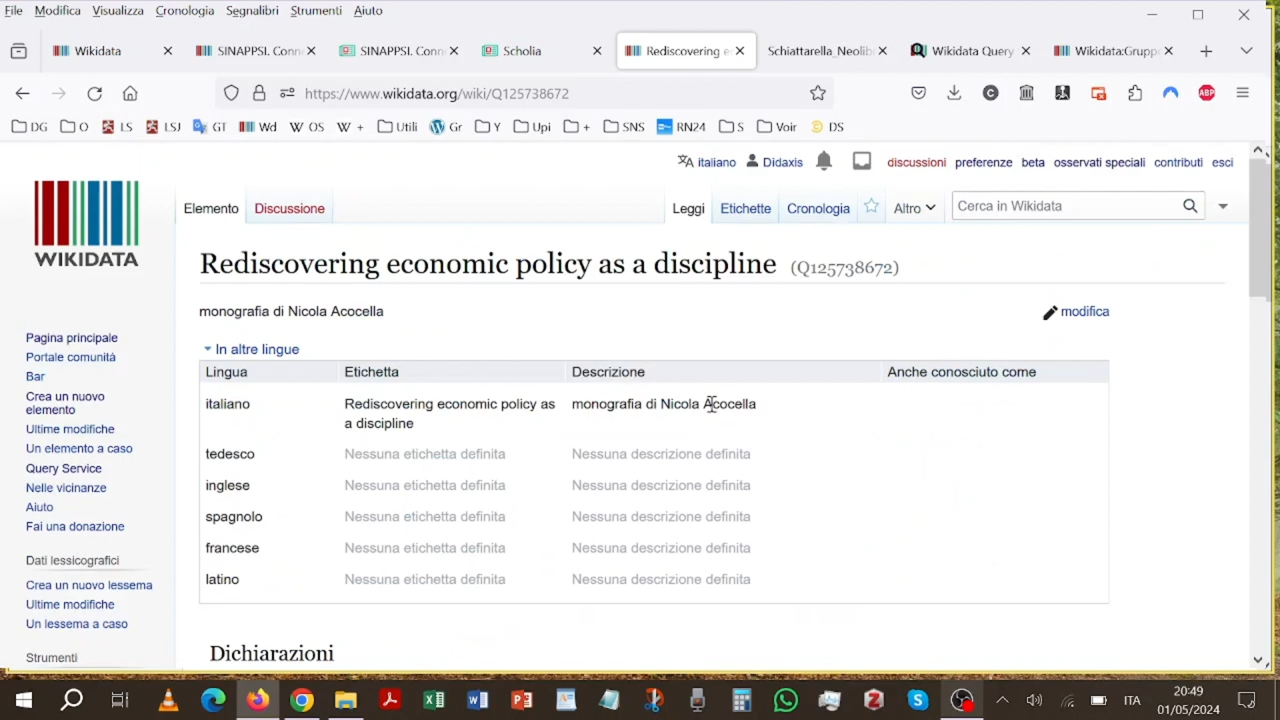 File Modifica Visualizza Cronologia Segnalibri Strumenti Aiuto
Wikidata SINAPPSI. Conn SINAPPSI. Conn Scholia Rediscovering e Schiattarella_Neolib Wikidata Query Wikidata:Grupp
https://www.wikidata.org/wiki/Q125738672
DG O LS LSJ GT Wd OS + Utili Gr Y Upi + SNS RN24 S Voir DS
italiano Didaxis discussioni preferenze beta osservati speciali contributi esci
Elemento Discussione Leggi Etichette Cronologia Altro Cerca in Wikidata
WIKIDATA
Rediscovering economic policy as a discipline (Q125738672)
monografia di Nicola Acocella modifica
In altre lingue
Lingua Etichetta Descrizione Anche conosciuto come
italiano Rediscovering economic policy as monografia di Nicola Acocella
a discipline
tedesco Nessuna etichetta definita Nessuna descrizione definita
inglese Nessuna etichetta definita Nessuna descrizione definita
spagnolo Nessuna etichetta definita Nessuna descrizione definita
francese Nessuna etichetta definita Nessuna descrizione definita
latino Nessuna etichetta definita Nessuna descrizione definita
Dichiarazioni
Pagina principale
Portale comunità
Bar
Crea un nuovo
elemento
Ultime modifiche
Un elemento a caso
Query Service
Nelle vicinanze
Aiuto
Fai una donazione
Dati lessicografici
Crea un nuovo lessema
Ultime modifiche
Un lessema a caso
Strumenti
ITA
20:49
01/05/2024